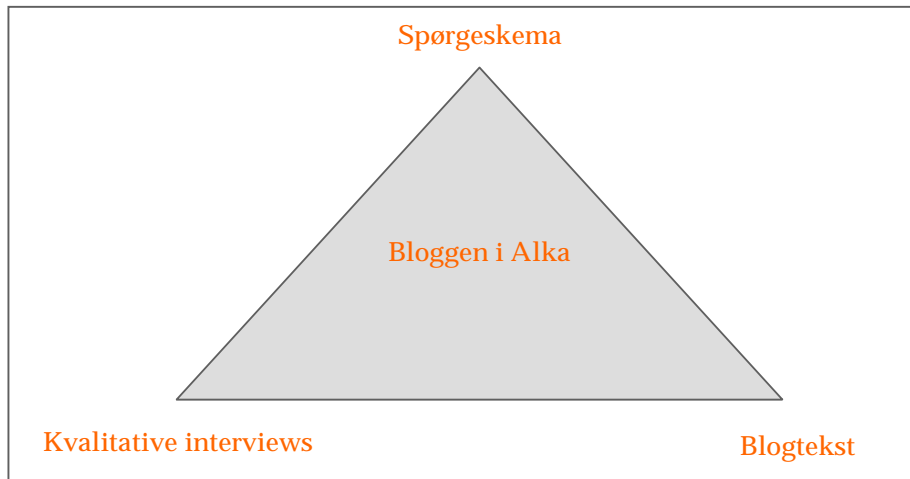 Spørgeskema
Bloggen i Alka
Kvalitative interviews
Blogtekst